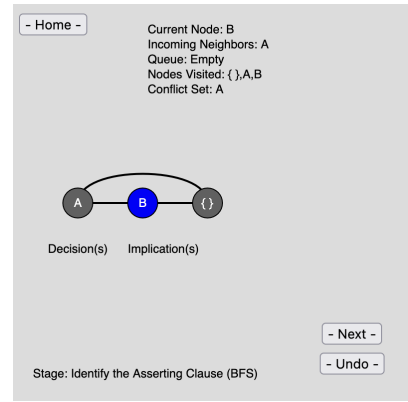 - Home -
Current Node: B
Incoming Neighbors: A
Queue: Empty
Nodes Visited: { },A,B
Conflict Set: A
A B { }
Decision(s) Implication(s)
- Next -
- Undo -
Stage: Identify the Asserting Clause (BFS)